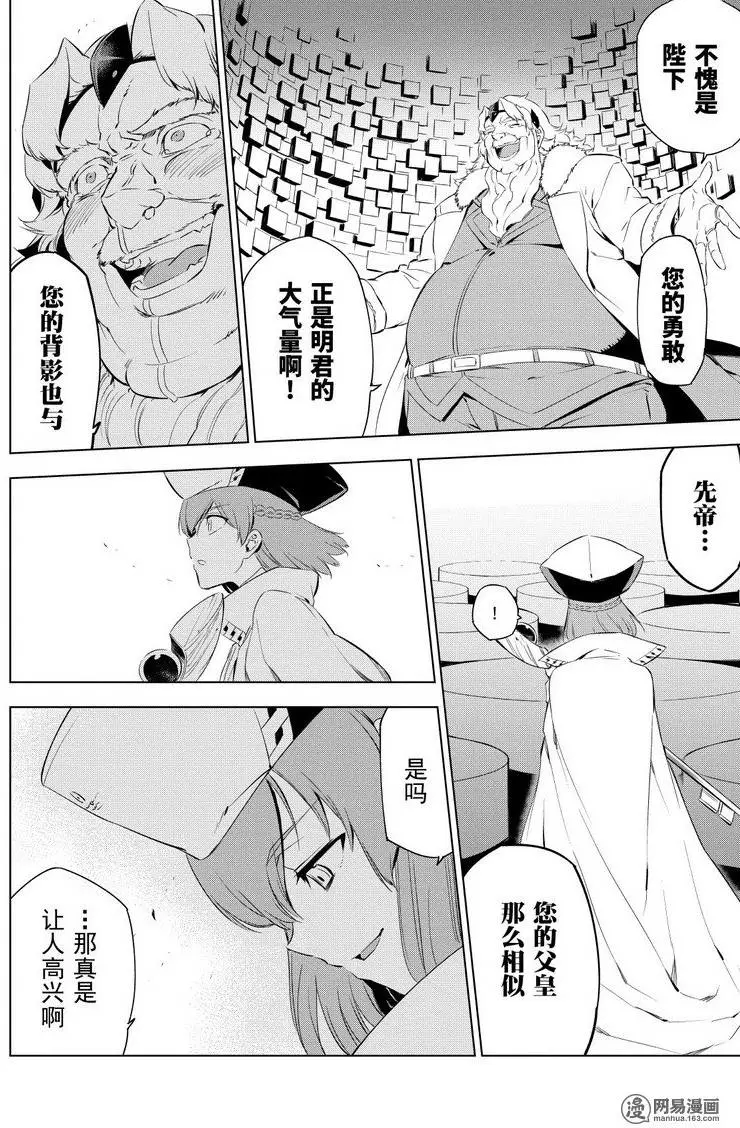 不愧是
陛下
您的勇敢
正是明君的
大气量啊！
您的背影也与
先帝…
！
您的父皇
那么相似
是吗
…那真是
让人高兴啊
漫 网易漫画
manhua.163.com